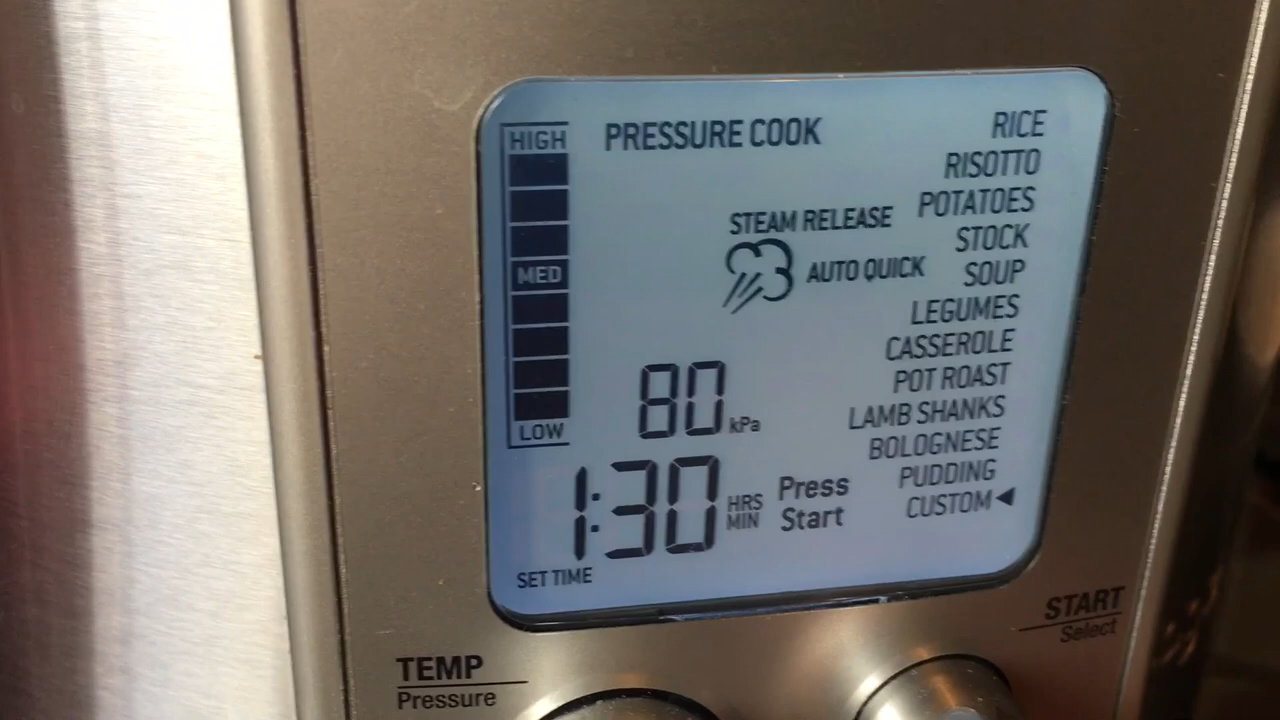 HIGH
PRESSURE COOK
RICE
RISOTTO
POTATOES
STEAM RELEASE
STOCK
MED
AUTO QUICK
SOUP
LEGUMES
CASSEROLE
POT ROAST
80 kPa
LAMB SHANKS
LOW
BOLOGNESE
PUDDING
1:30 HRS MIN
Press
Start
CUSTOM
SET TIME
START
Select
TEMP
Pressure